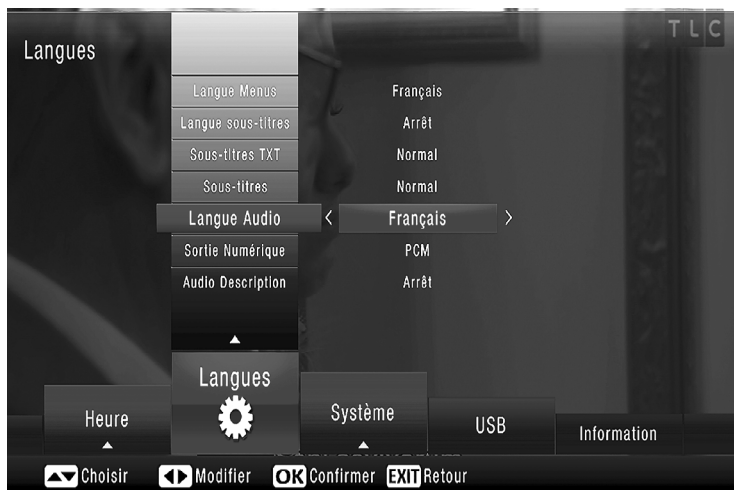 TLC
Langues
Langue Menus Français
Langue sous-titres Arrêt
Sous-titres TXT Normal
Sous-titres Normal
Langue Audio < Français >
Sortie Numérique PCM
Audio Description Arrêt
Heure
Langues
Système
USB
Information
Choisir Modifier OK Confirmer EXIT Retour